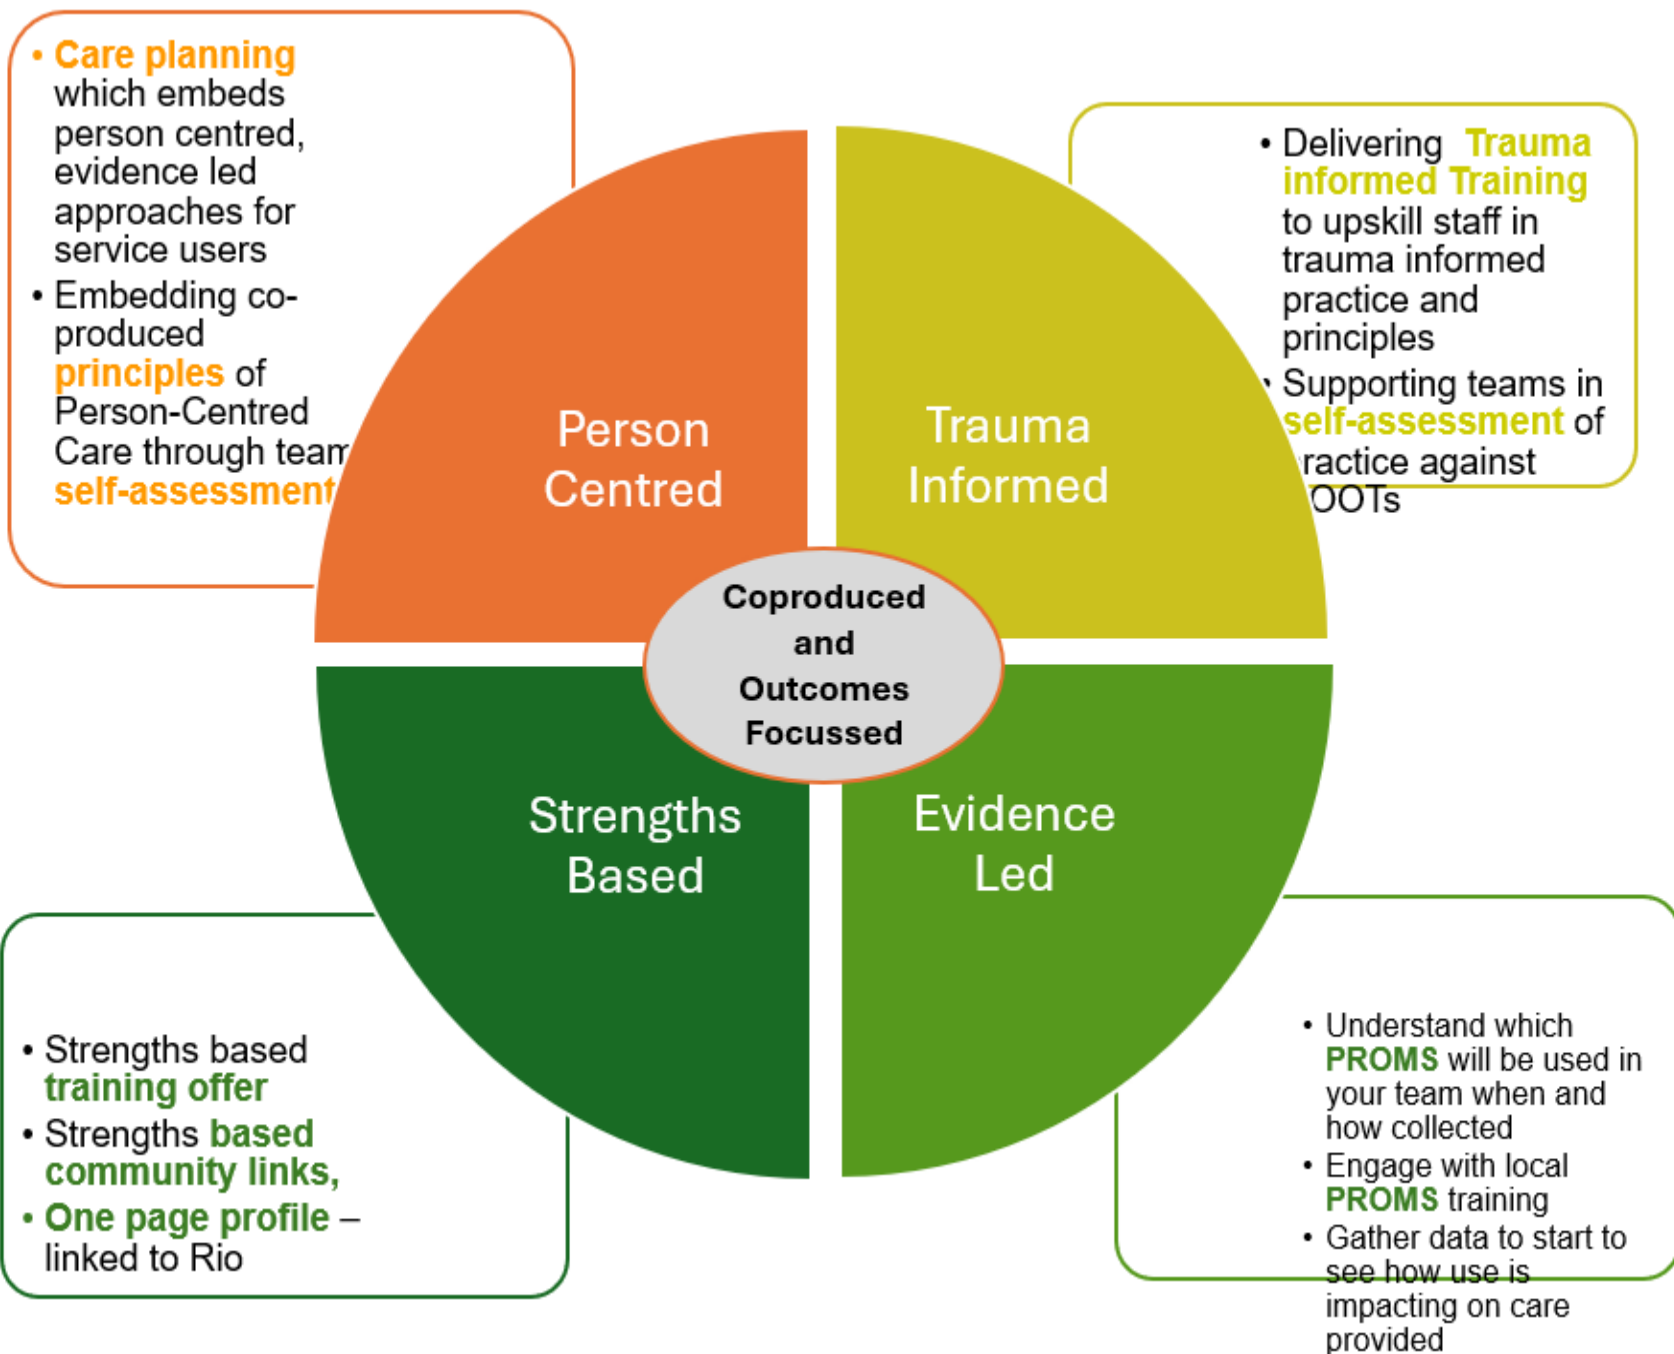 • Care planning
which embeds
person centred,
evidence led
approaches for
service users
• Embedding co-
produced
principles of
Person-Centred
Care through team
self-assessment
• Delivering Trauma
informed Training
to upskill staff in
trauma informed
practice and
principles
• Supporting teams in
self-assessment of
ractice against
OOTs
Person
Centred
Trauma
Informed
Coproduced
and
Outcomes
Focussed
Strengths
Based
Evidence
Led
• Strengths based
training offer
• Strengths based
community links,
• One page profile –
linked to Rio
• Understand which
PROMS will be used in
your team when and
how collected
• Engage with local
PROMS training
• Gather data to start to
see how use is
impacting on care
provided